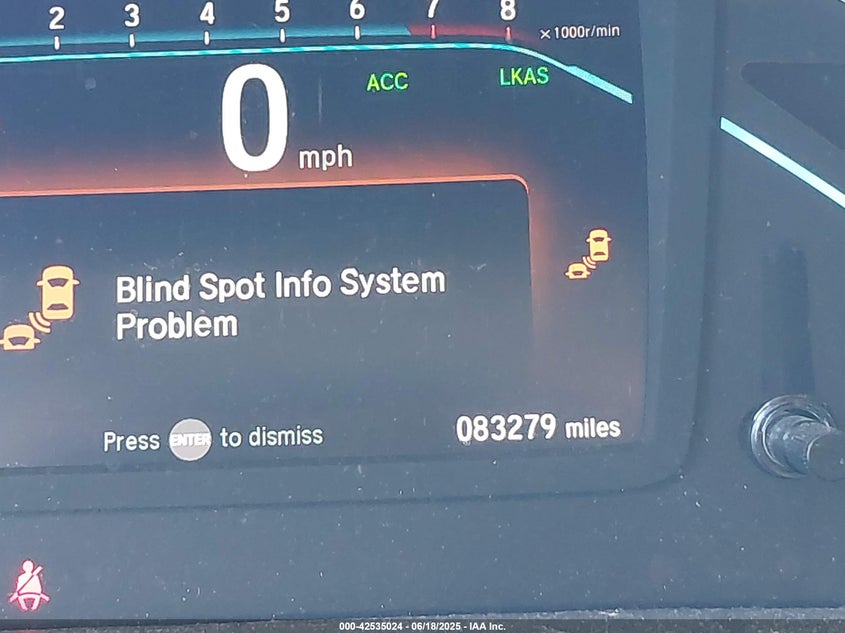 2 3 4 5 6 7 8 ×1000r/min
ACC LKAS
0 mph
Blind Spot Info System
Problem
Press ENTER to dismiss
083279 miles
000-42535024 - 06/18/2025 - IAA Inc.